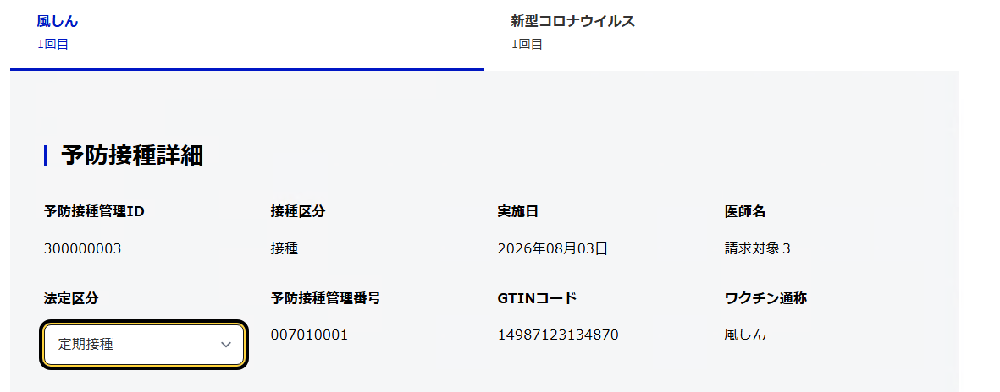 風しん
1回目
新型コロナウイルス
1回目
予防接種詳細
予防接種管理ID
接種区分
実施日
医師名
300000003
接種
2026年08月03日
請求対象３
法定区分
予防接種管理番号
GTINコード
ワクチン通称
定期接種
007010001
14987123134870
風しん